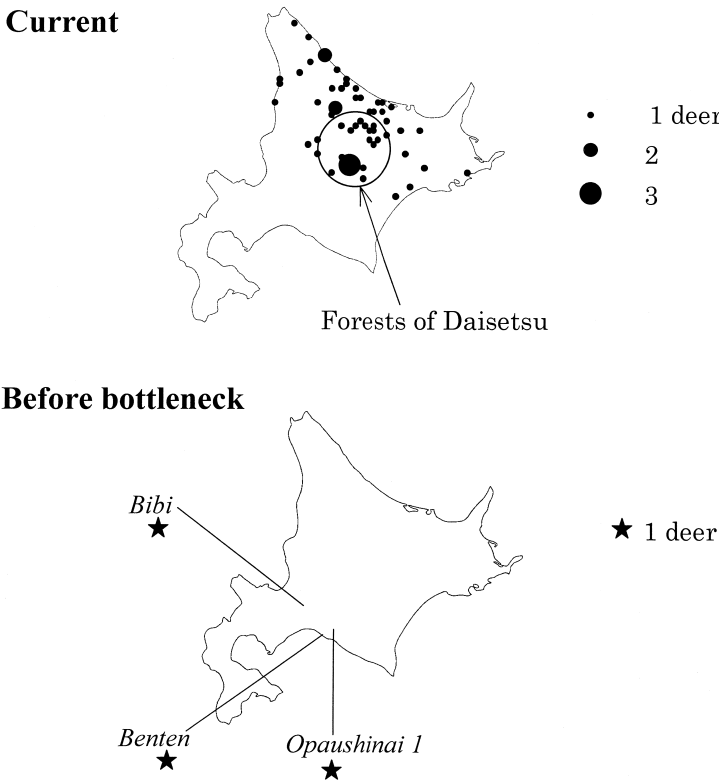 Current
1 deer
2
3
Forests of Daisetsu
Before bottleneck
Bibi
1 deer
Benten
Opaushinai 1